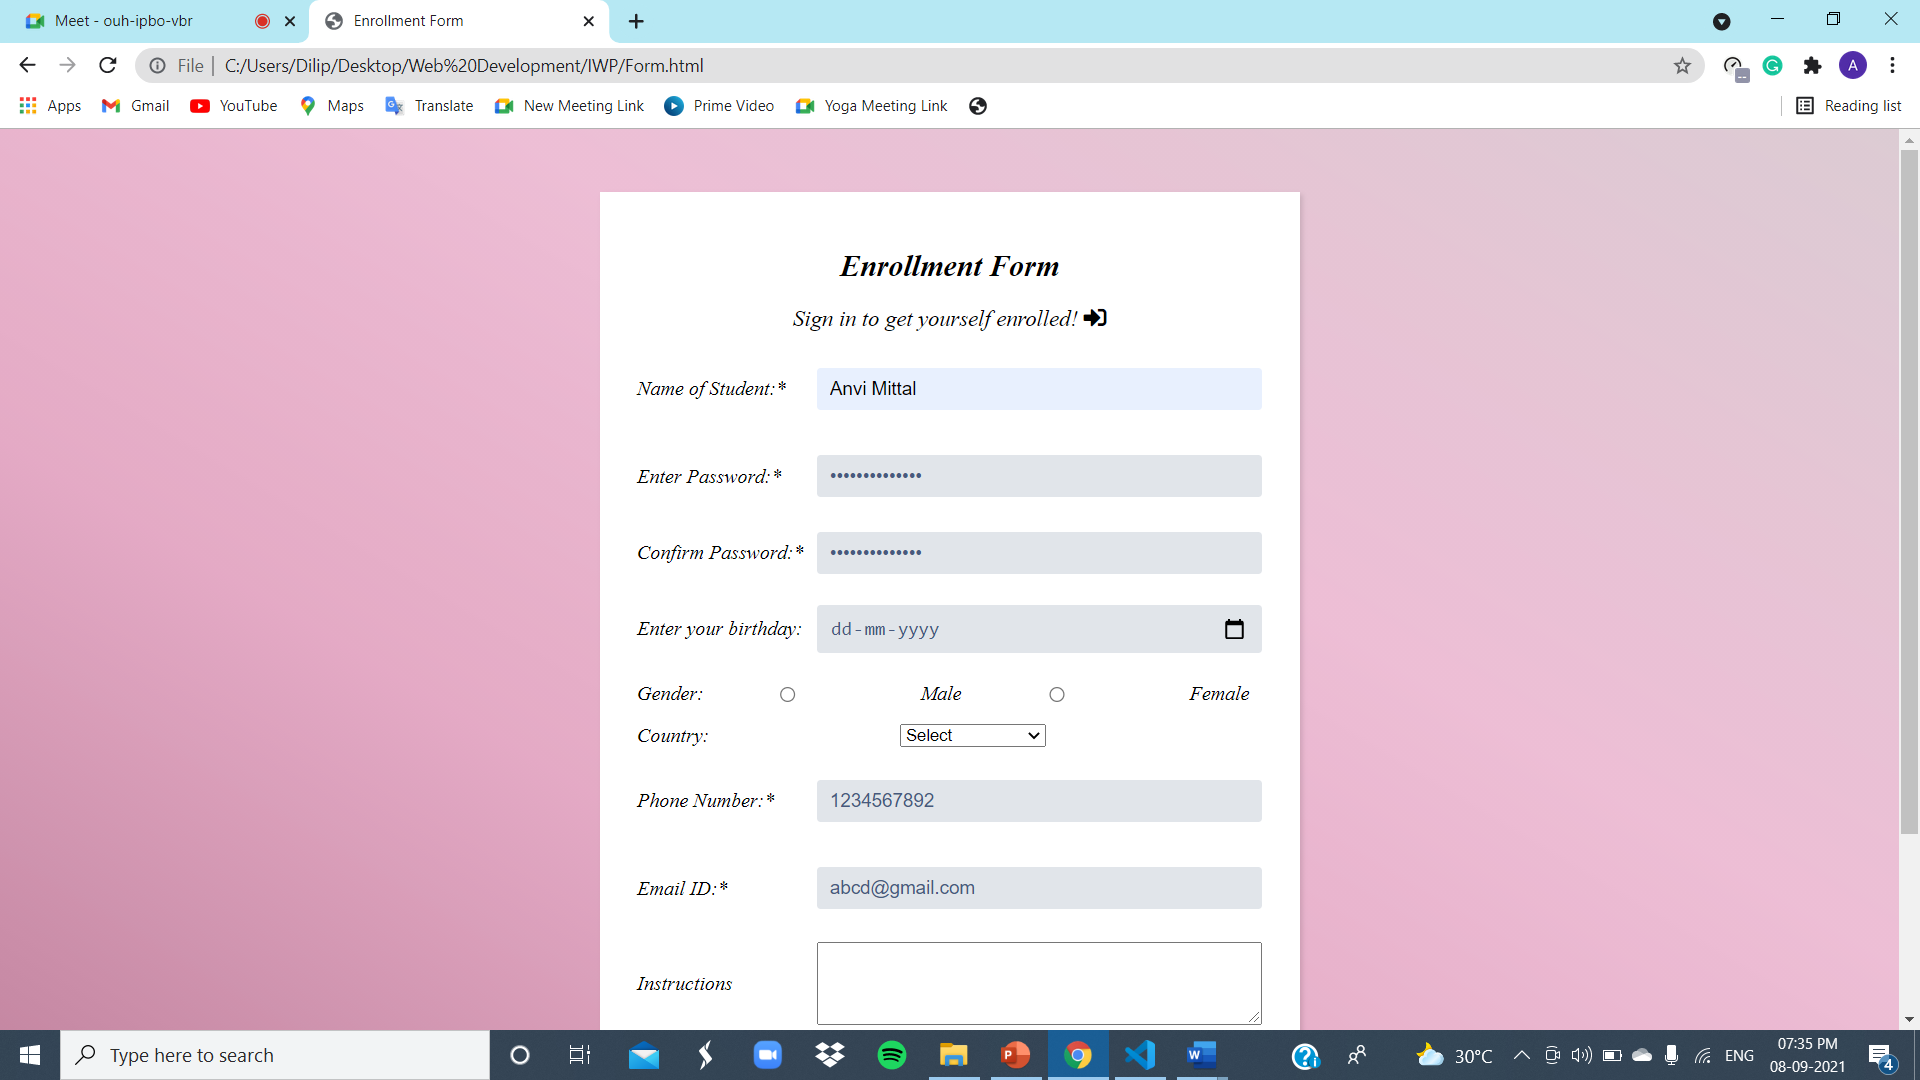 Meet - ouh-ipbo-vbr
Enrollment Form
File | C:/Users/Dilip/Desktop/Web%20Development/IWP/Form.html
A
Apps Gmail YouTube Maps Translate New Meeting Link Prime Video Yoga Meeting Link Reading list
Enrollment Form
Sign in to get yourself enrolled!
Name of Student:* Anvi Mittal
Enter Password:* ••••••••••••••
Confirm Password:* ••••••••••••••
Enter your birthday: dd-mm-yyyy
Gender: Male Female
Country: Select
Phone Number:* 1234567892
Email ID:* abcd@gmail.com
Instructions
Type here to search
30°C
ENG
07:35 PM
08-09-2021
4